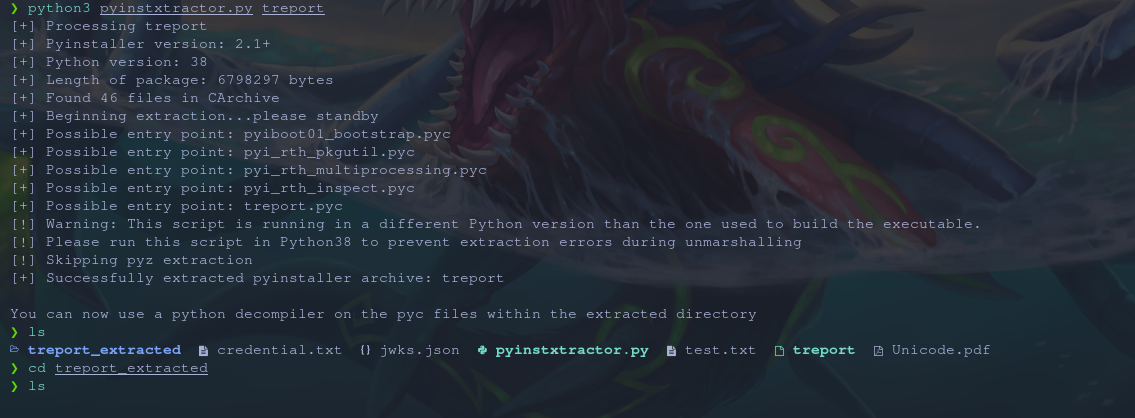 ❯ python3 pyinstxtractor.py treport
[+] Processing treport
[+] Pyinstaller version: 2.1+
[+] Python version: 38
[+] Length of package: 6798297 bytes
[+] Found 46 files in CArchive
[+] Beginning extraction...please standby
[+] Possible entry point: pyiboot01_bootstrap.pyc
[+] Possible entry point: pyi_rth_pkgutil.pyc
[+] Possible entry point: pyi_rth_multiprocessing.pyc
[+] Possible entry point: pyi_rth_inspect.pyc
[+] Possible entry point: treport.pyc
[!] Warning: This script is running in a different Python version than the one used to build the executable.
[!] Please run this script in Python38 to prevent extraction errors during unmarshalling
[!] Skipping pyz extraction
[+] Successfully extracted pyinstaller archive: treport
You can now use a python decompiler on the pyc files within the extracted directory
❯ ls
treport_extracted credential.txt {} jwks.json pyinstxtractor.py test.txt treport Unicode.pdf
❯ cd treport_extracted
❯ ls